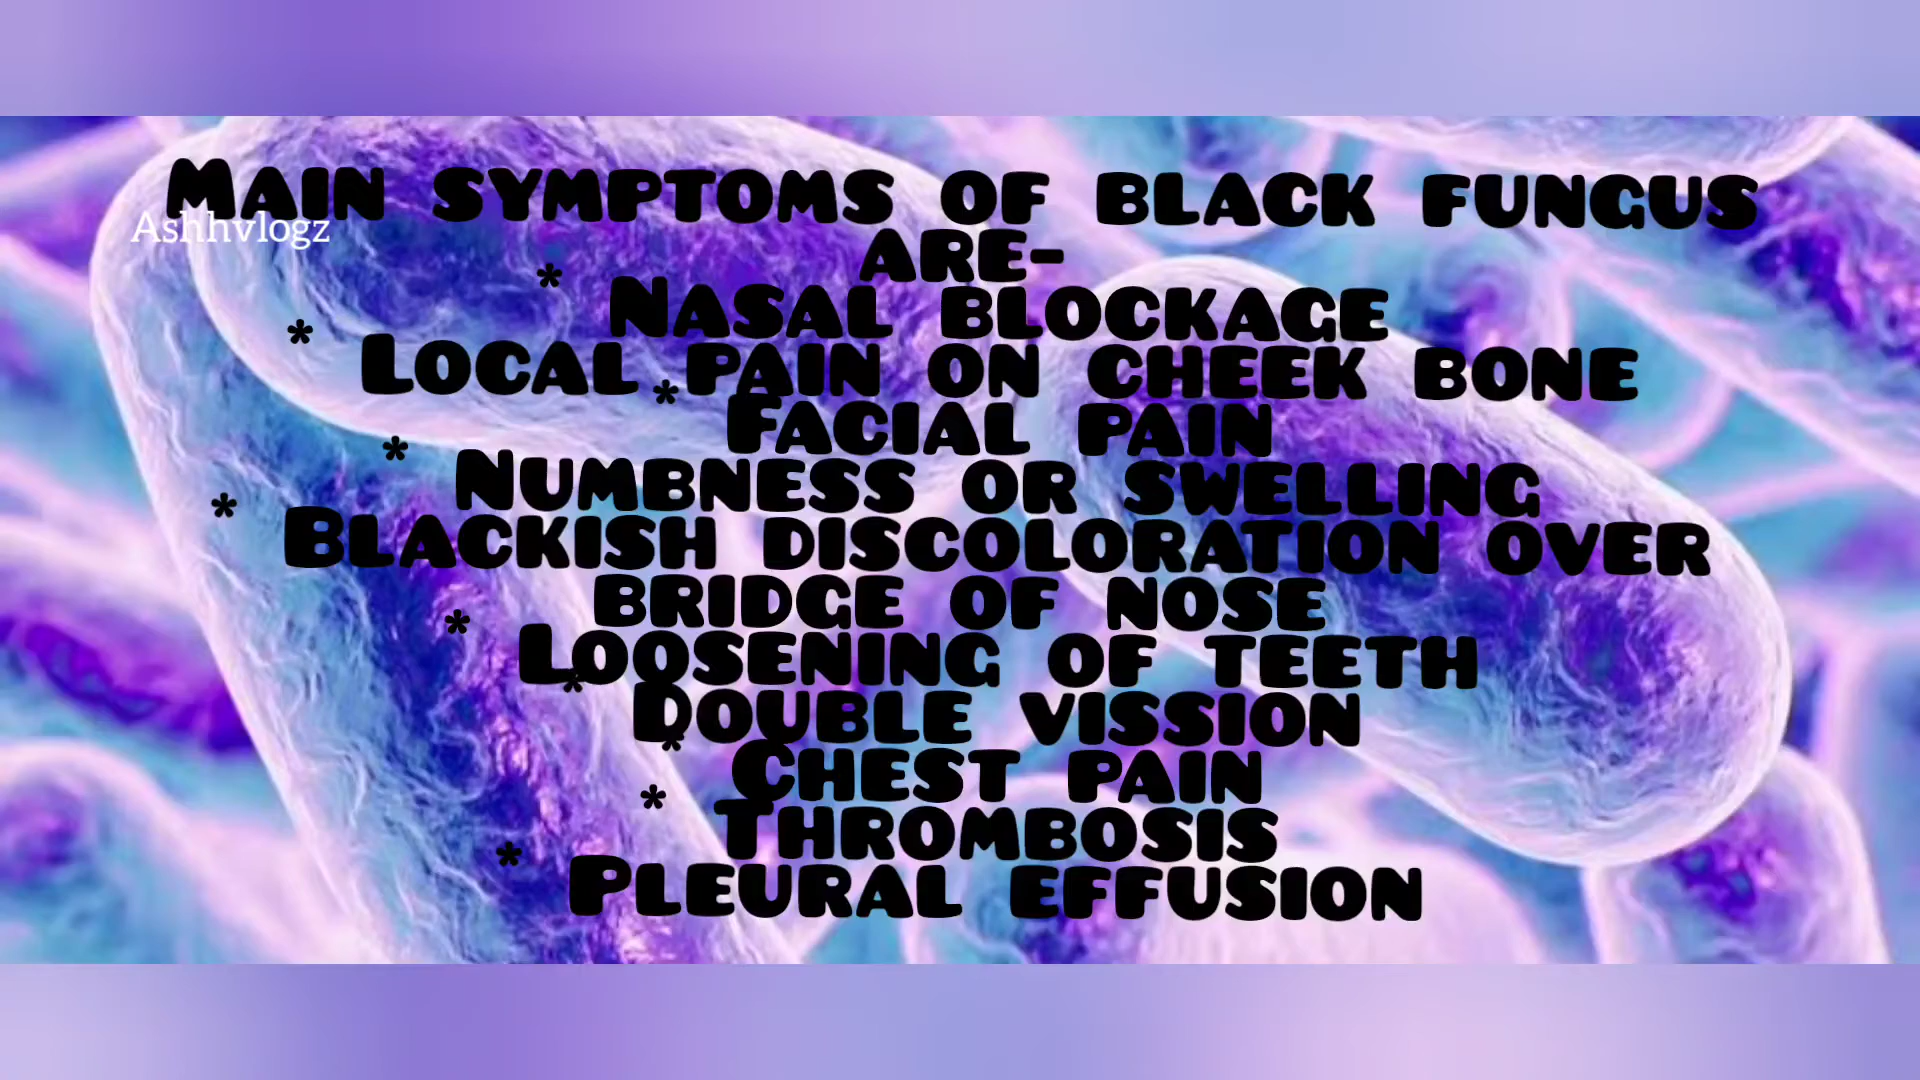 Main symptoms of black fungus
Ashhvlogz
are-
* Nasal blockage
* Local pain on cheek bone
* Facial pain
* Numbness or swelling
* Blackish discoloration over
bridge of nose
* Loosening of teeth
* Double vission
* Chest pain
* Thrombosis
* Pleural effusion